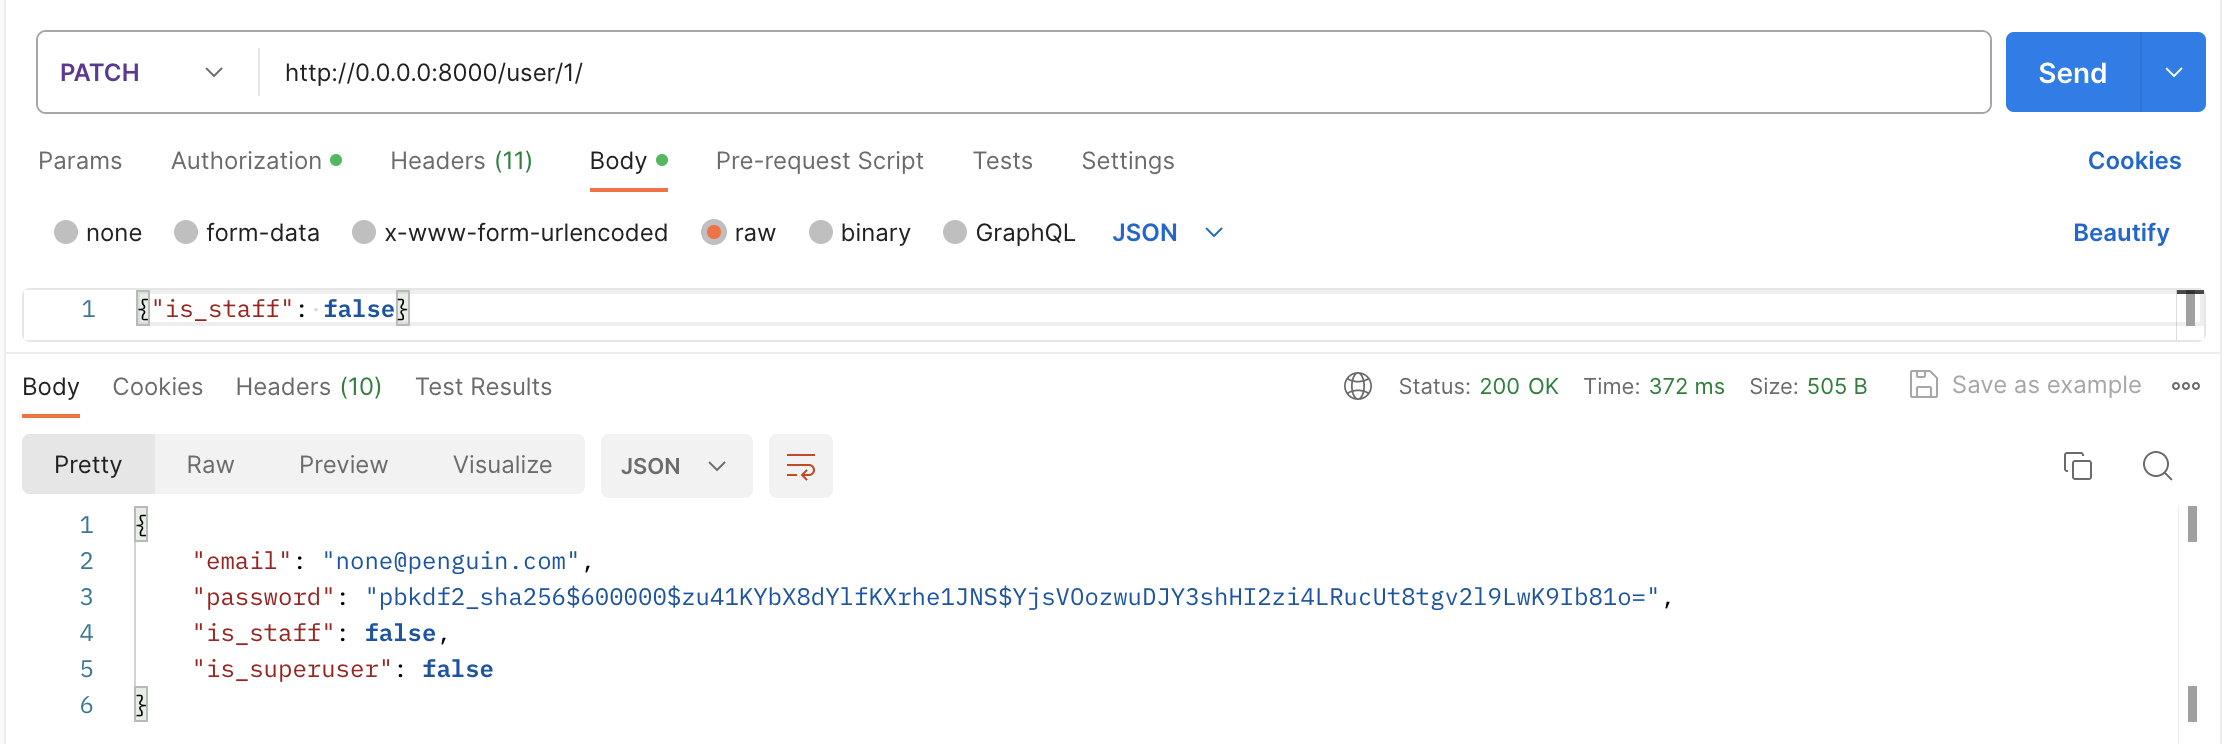 PATCH http://0.0.0.0:8000/user/1/ Send
Params Authorization Headers (11) Body Pre-request Script Tests Settings Cookies
none form-data x-www-form-urlencoded raw binary GraphQL JSON Beautify
1 {"is_staff": false}
Body Cookies Headers (10) Test Results Status: 200 OK Time: 372 ms Size: 505 B Save as example
Pretty Raw Preview Visualize JSON
1 {
2 "email": "none@penguin.com",
3 "password": "pbkdf2_sha256$600000$zu41KYbX8dYlfKXrhe1JNS$YjsVOozwuDJY3shHI2zi4LRucUt8tgv2l9LwK9Ib81o=",
4 "is_staff": false,
5 "is_superuser": false
6 }